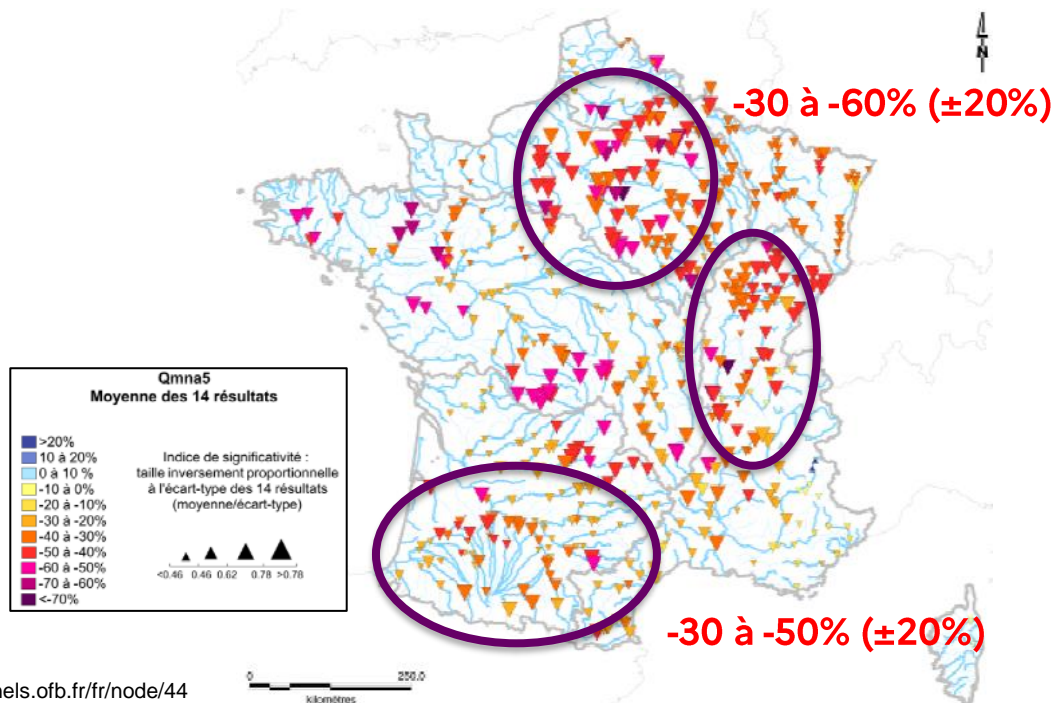 N
-30 à -60% (±20%)
Qmna5
Moyenne des 14 résultats
>20%
10 à 20%
0 à 10 %
-10 à 0%
-20 à -10%
-30 à -20%
-40 à -30%
-50 à -40%
-60 à -50%
-70 à -60%
<-70%
Indice de significativité :
taille inversement proportionnelle
à l'écart-type des 14 résultats
(moyenne/écart-type)
<0.46 0.46 0.62 0.78 >0.78
-30 à -50% (±20%)
0 250.0
kilomètres
nels.ofb.fr/fr/node/44